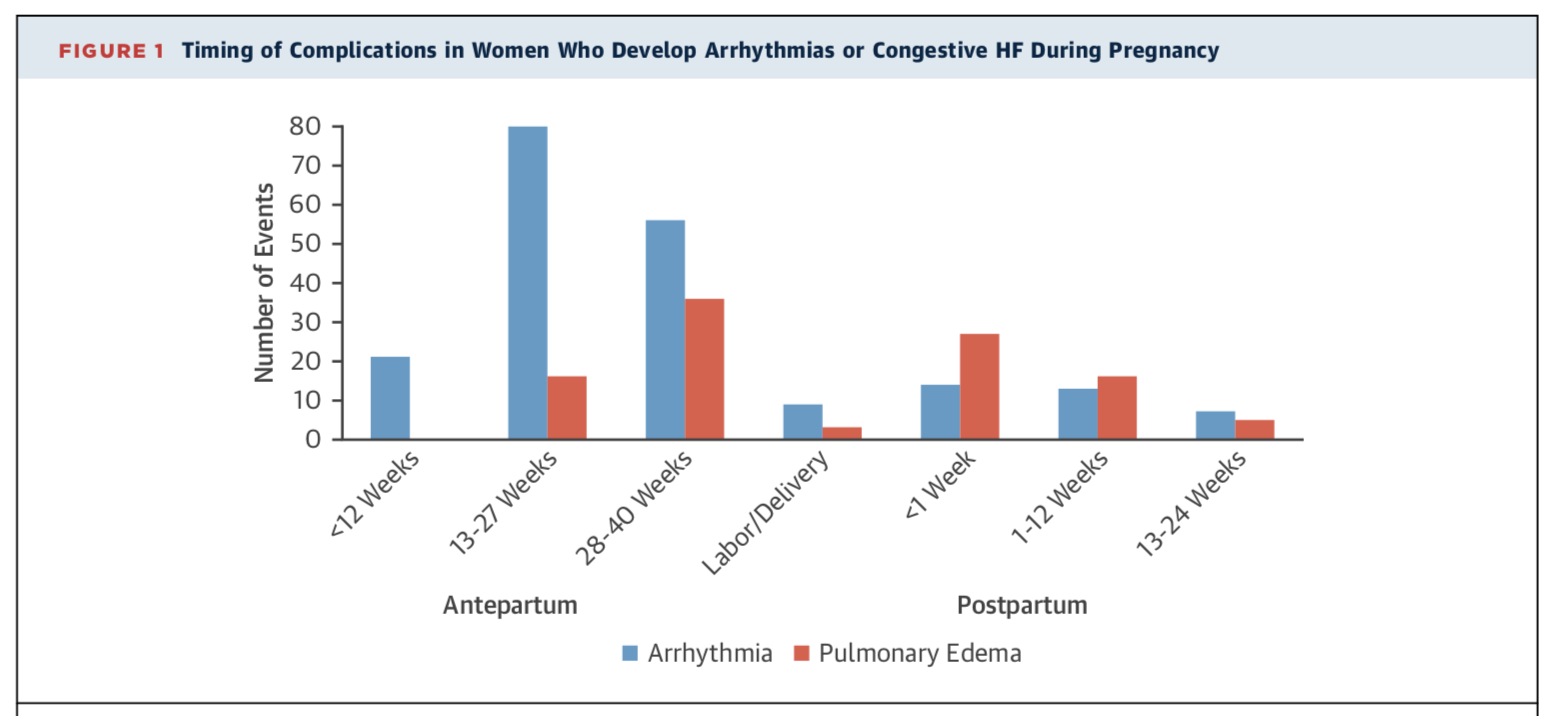 FIGURE 1 Timing of Complications in Women Who Develop Arrhythmias or Congestive HF During Pregnancy
Number of Events
80
70
60
50
40
30
20
10
0
<12 Weeks
13-27 Weeks
28-40 Weeks
Labor/Delivery
<1 Week
1-12 Weeks
13-24 Weeks
Antepartum
Postpartum
Arrhythmia
Pulmonary Edema